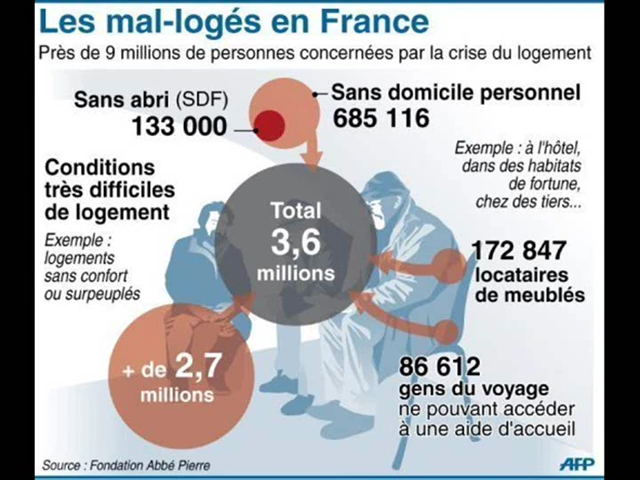 Les mal-logés en France
Près de 9 millions de personnes concernées par la crise du logement
Sans abri (SDF)
133 000
Sans domicile personnel
685 116
Exemple : à l'hôtel,
dans des habitats
de fortune,
chez des tiers...
Conditions
très difficiles
de logement
Exemple :
logements
sans confort
ou surpeuplés
Total
3,6
millions
172 847
locataires
de meublés
+ de 2,7
millions
86 612
gens du voyage
ne pouvant accéder
à une aide d'accueil
Source : Fondation Abbé Pierre
AFP